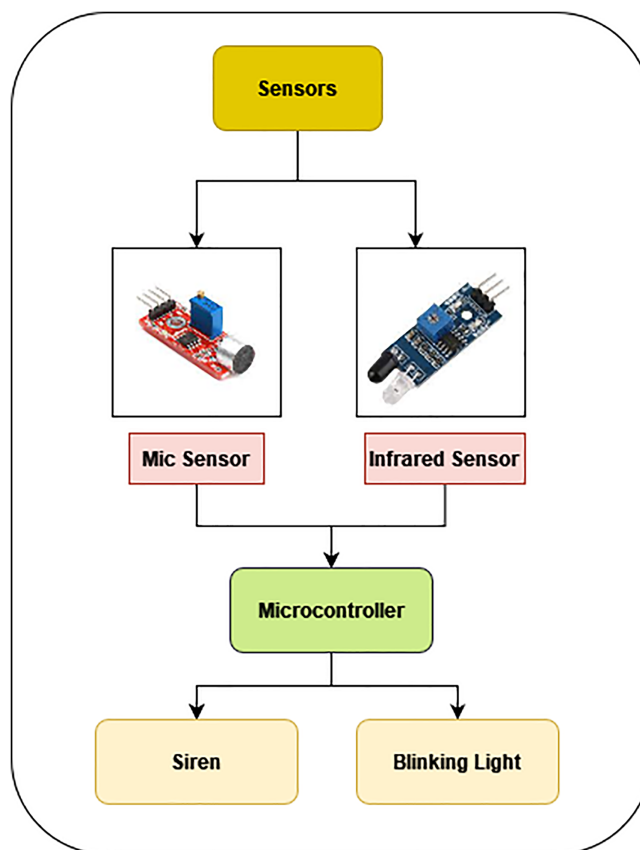 Sensors
Mic Sensor
Infrared Sensor
Microcontroller
Siren
Blinking Light